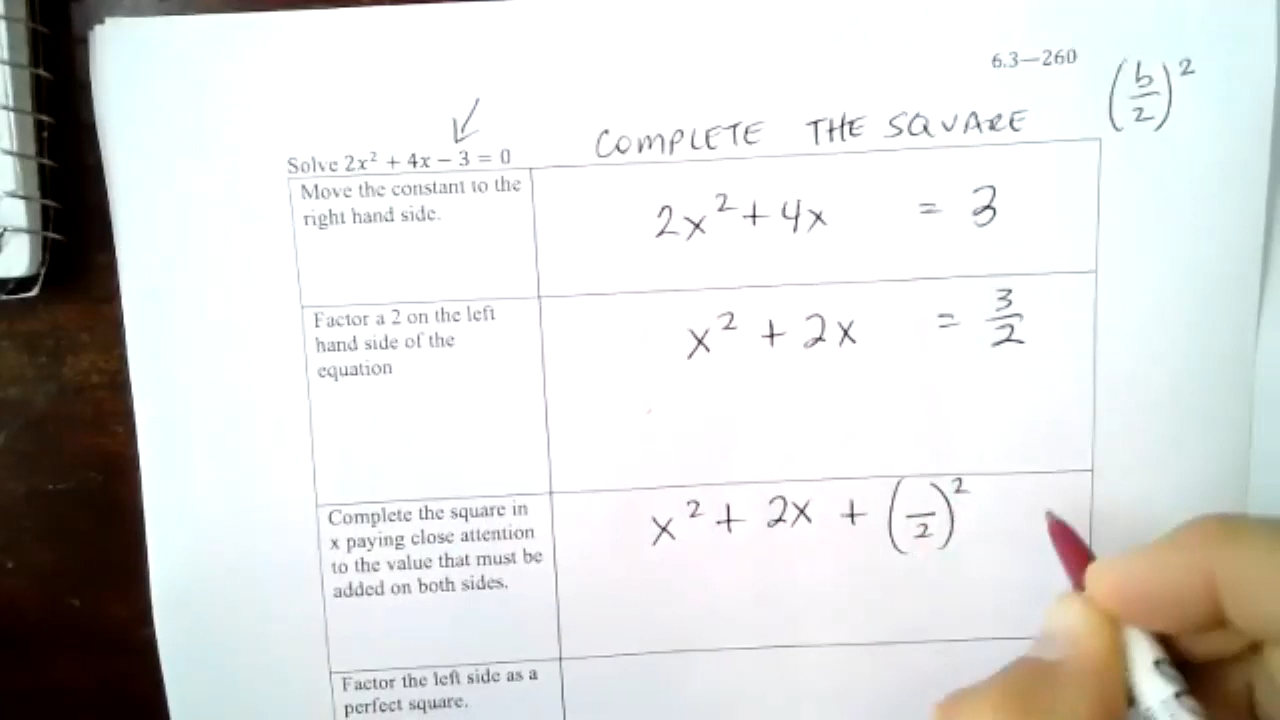 6.3—260
(b/2)²
COMPLETE THE SQUARE
Solve 2x² + 4x − 3 = 0
Move the constant to the
right hand side.
2x² + 4x = 3
Factor a 2 on the left
hand side of the
equation
x² + 2x = 3/2
Complete the square in
x paying close attention
to the value that must be
added on both sides.
x² + 2x + ( /2)²
Factor the left side as a
perfect square.